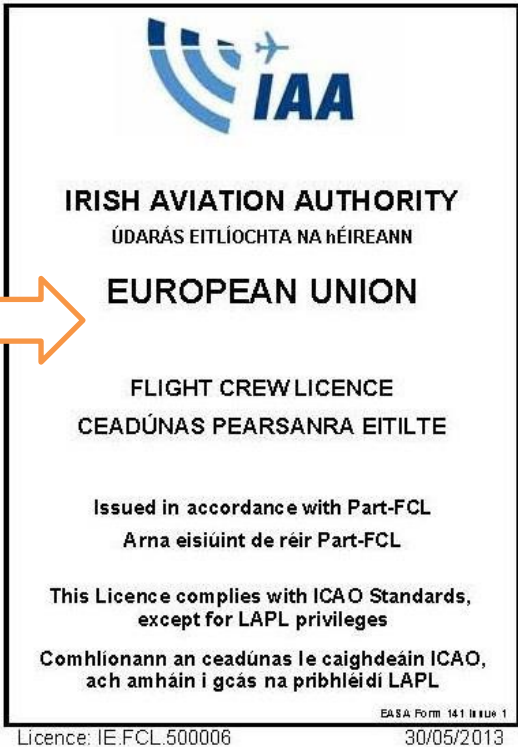 IAA
IRISH AVIATION AUTHORITY
ÚDARÁS EITLÍOCHTA NA hÉIREANN
EUROPEAN UNION
FLIGHT CREW LICENCE
CEADÚNAS PEARSANRA EITILTE
Issued in accordance with Part-FCL
Arna eisiúint de réir Part-FCL
This Licence complies with ICAO Standards,
except for LAPL privileges
Comhlíonann an ceadúnas le caighdeáin ICAO,
ach amháin i gcás na pribhléidí LAPL
EASA Form 141 Issue 1
Licence: IE.FCL.500006 30/05/2013